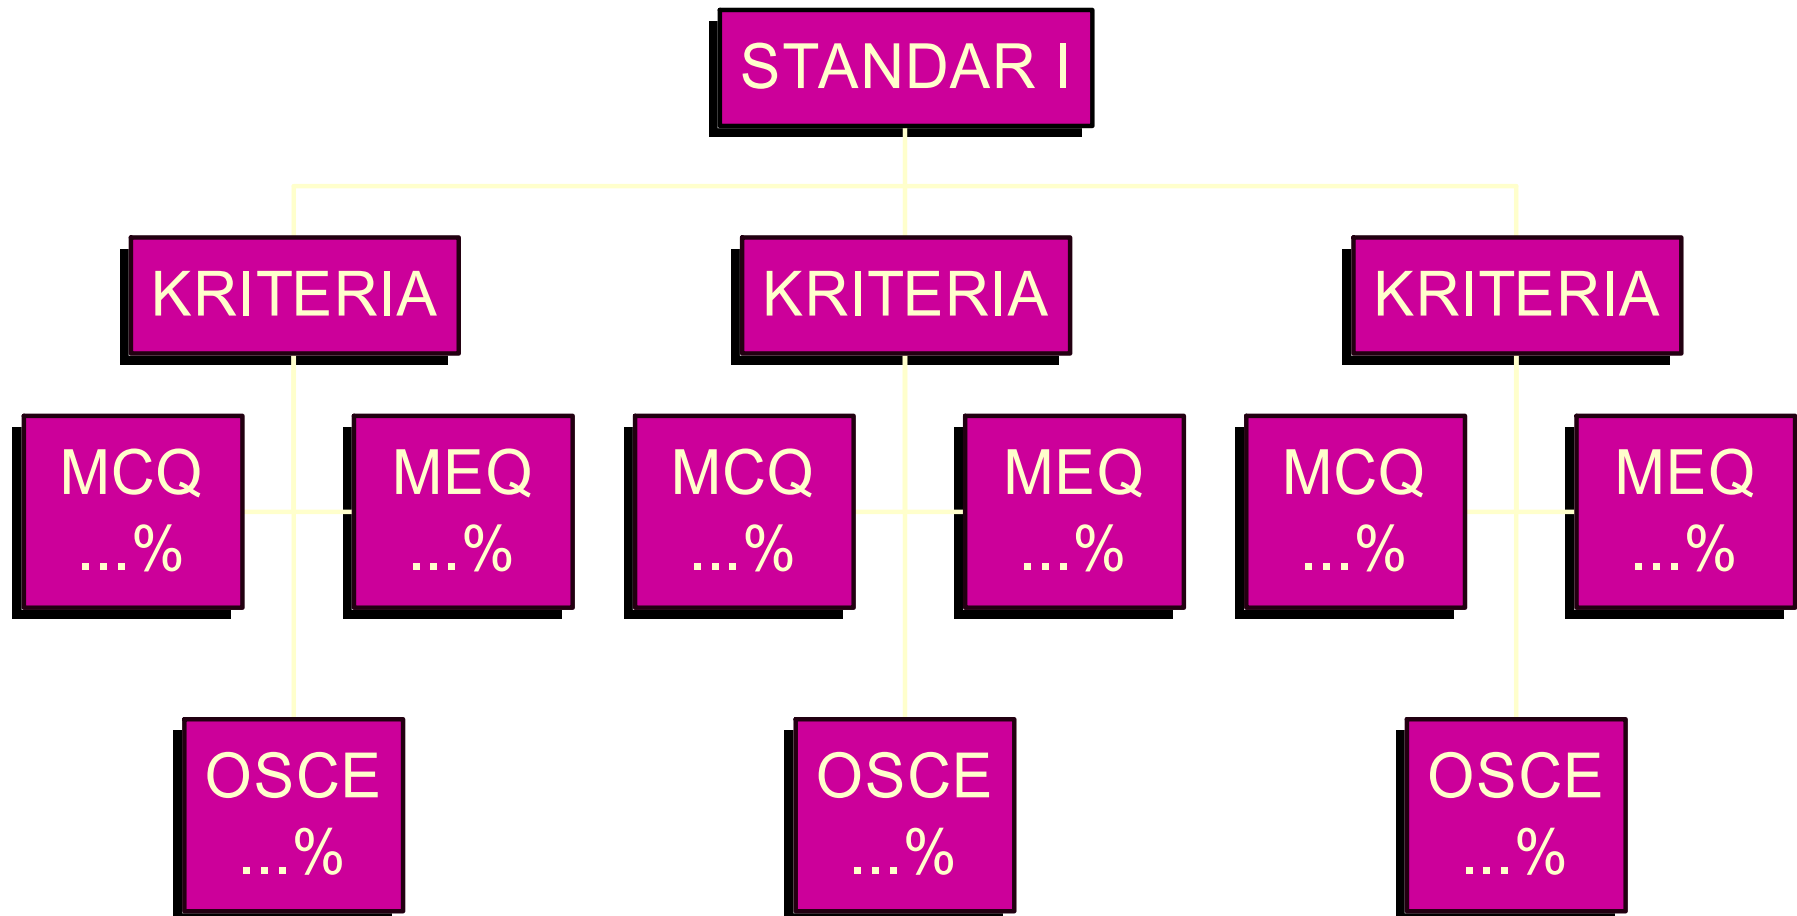 STANDAR I
KRITERIA
KRITERIA
KRITERIA
MCQ
...%
MEQ
...%
MCQ
...%
MEQ
...%
MCQ
...%
MEQ
...%
OSCE
...%
OSCE
...%
OSCE
...%